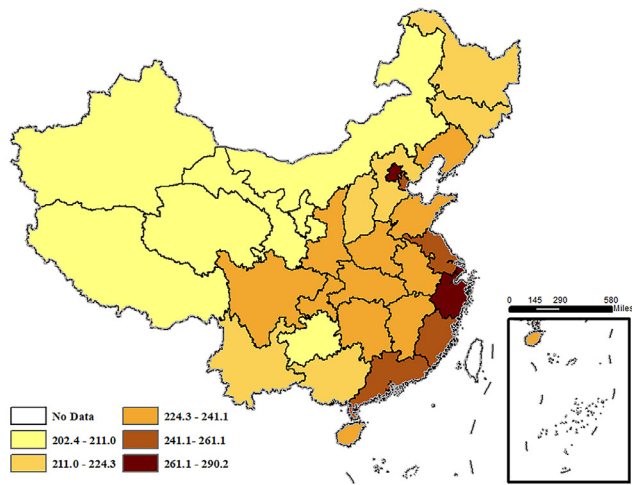 0 145 290 580
Miles
No Data
224.3 - 241.1
202.4 - 211.0
241.1- 261.1
211.0 - 224.3
261.1 - 290.2